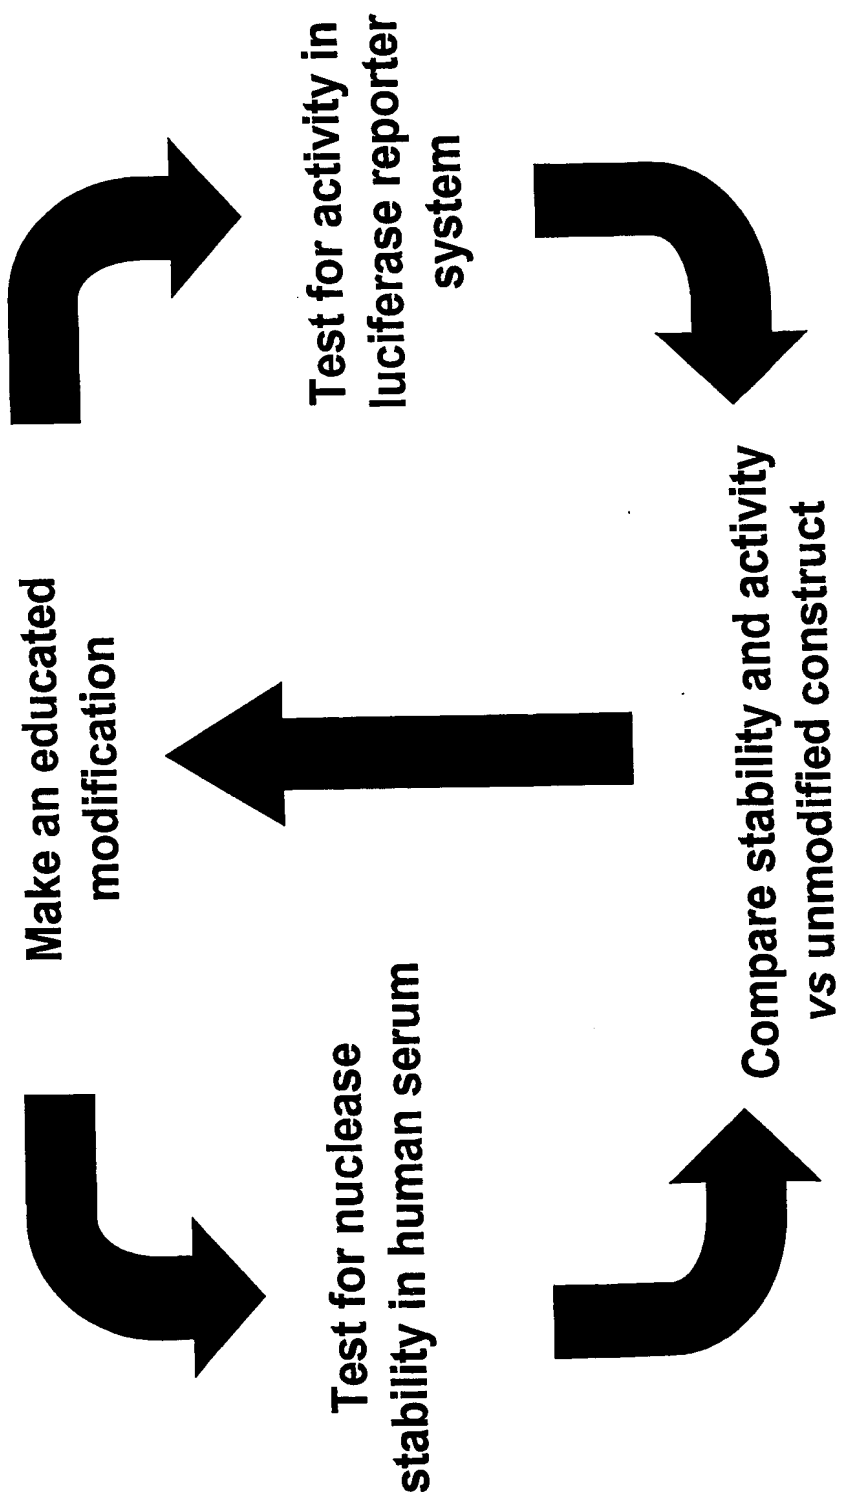 Make an educated
modification
Test for nuclease
stability in human serum
Test for activity in
luciferase reporter
system
Compare stability and activity
vs unmodified construct